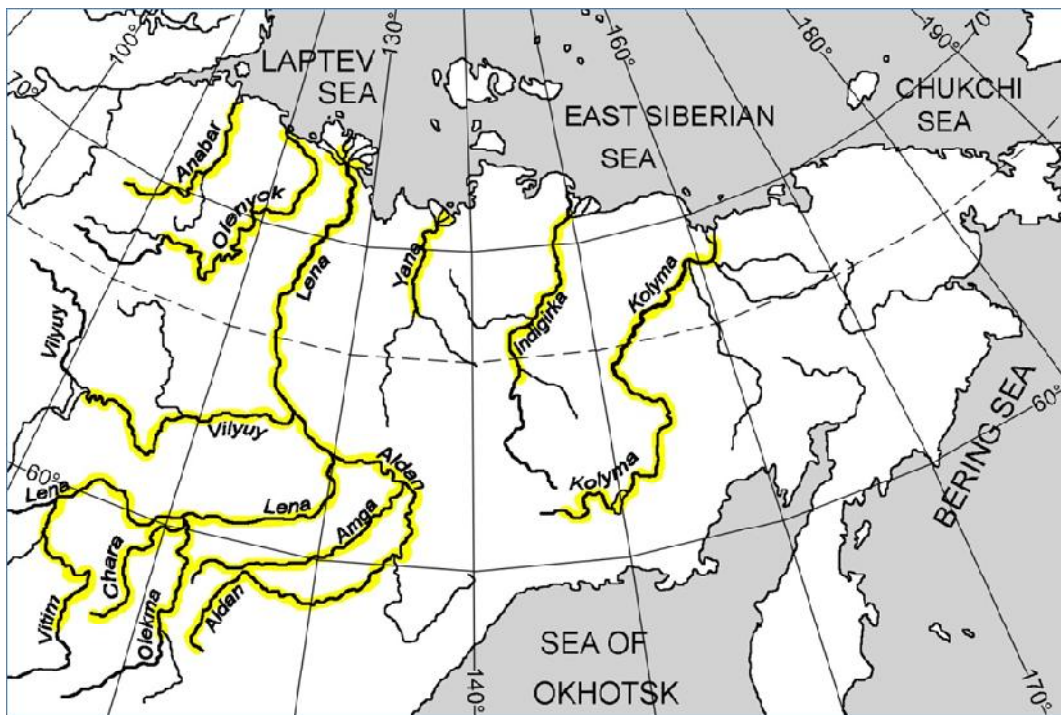 100°
130°
160°
180°
190°
70°
LAPTEV
SEA
EAST SIBERIAN
SEA
CHUKCHI
SEA
70°
Anabar
Olenyok
Lena
Yana
Indigirka
Kolyma
Vilyuy
Vilyuy
Aldan
60°
60°
BERING SEA
Lena
Lena
Amga
Kolyma
Chara
Vitim
Olekma
Aldan
SEA OF
OKHOTSK
140°
170°